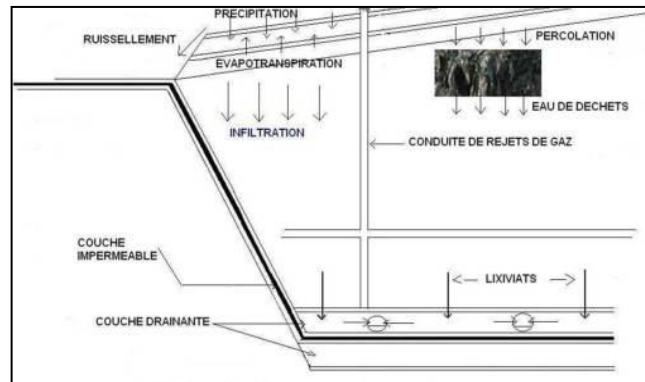 PRECIPITATION
RUISSELLEMENT
PERCOLATION
EVAPOTRANSPIRATION
EAU DE DECHETS
INFILTRATION
CONDUITE DE REJETS DE GAZ
COUCHE
IMPERMEABLE
LIXIVIATS
COUCHE DRAINANTE